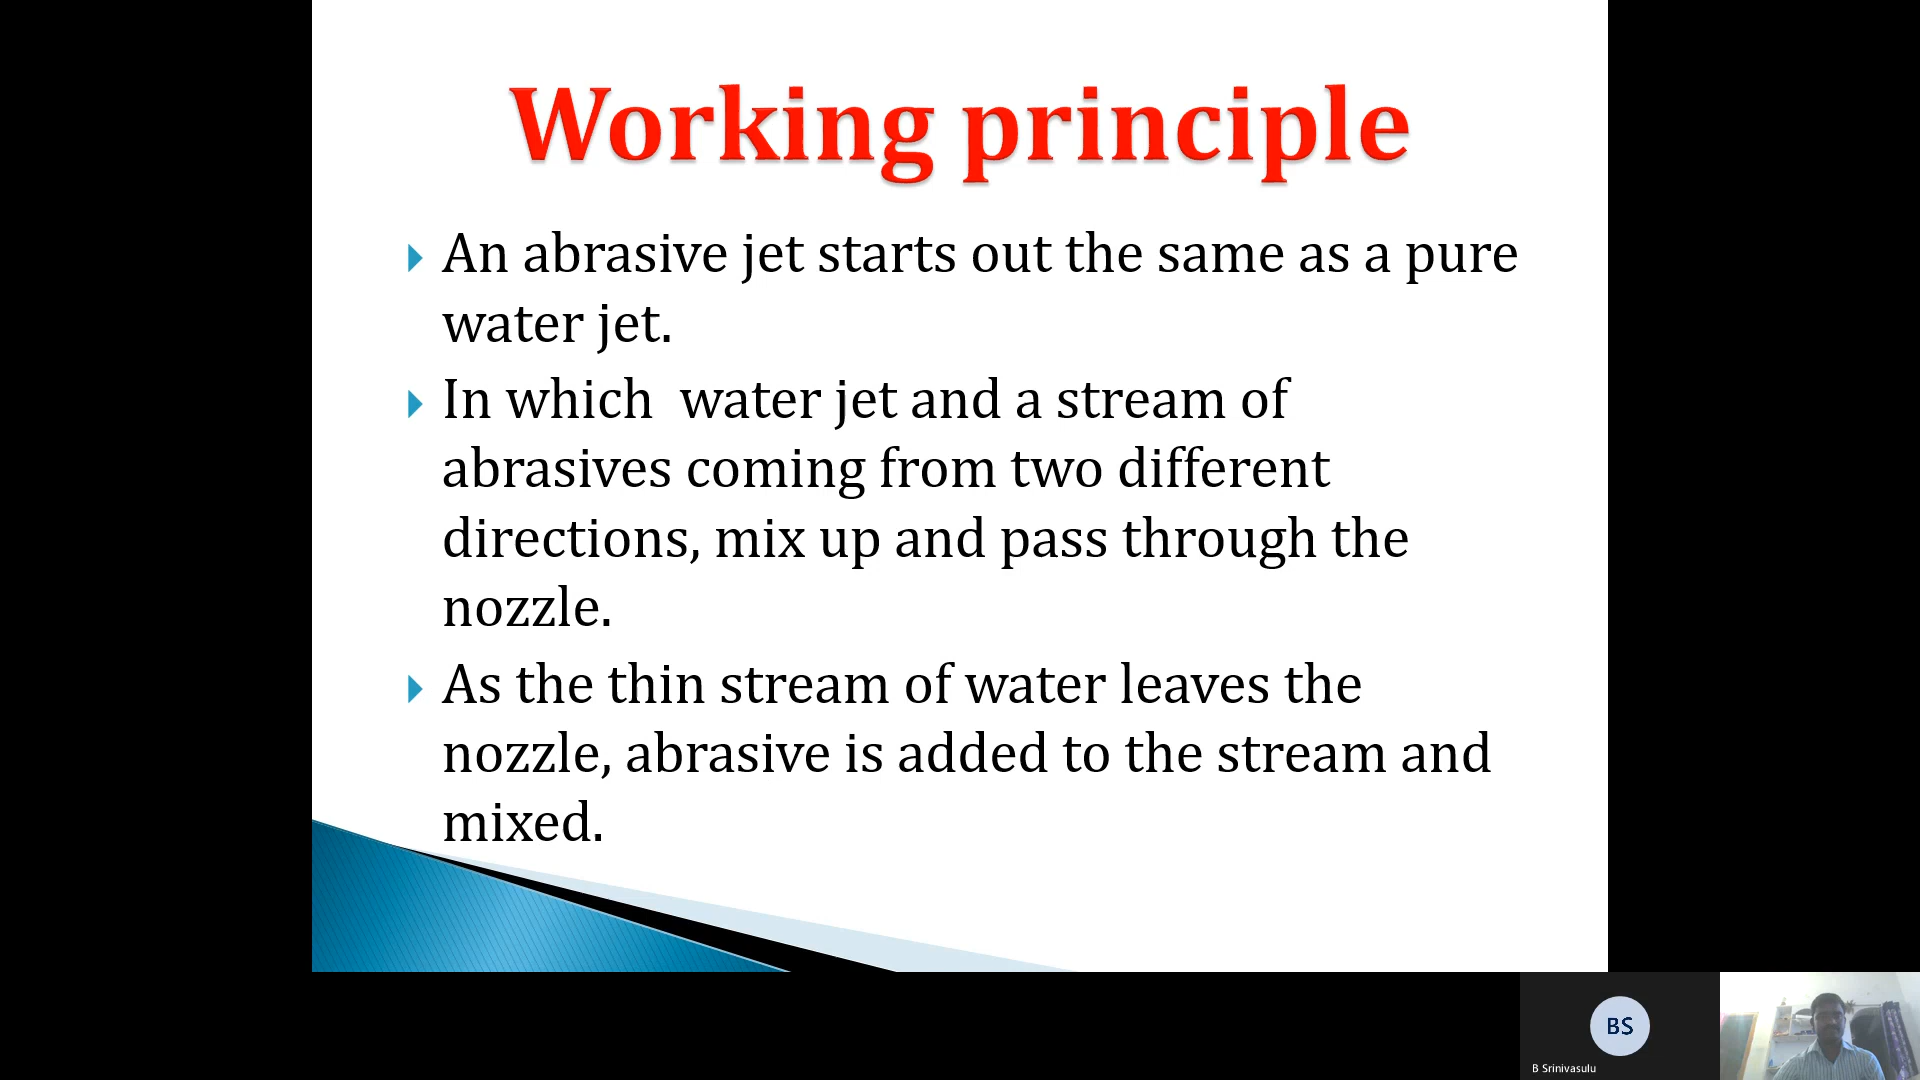 Working principle
An abrasive jet starts out the same as a pure
water jet.
In which  water jet and a stream of
abrasives coming from two different
directions, mix up and pass through the
nozzle.
As the thin stream of water leaves the
nozzle, abrasive is added to the stream and
mixed.
BS
B Srinivasulu